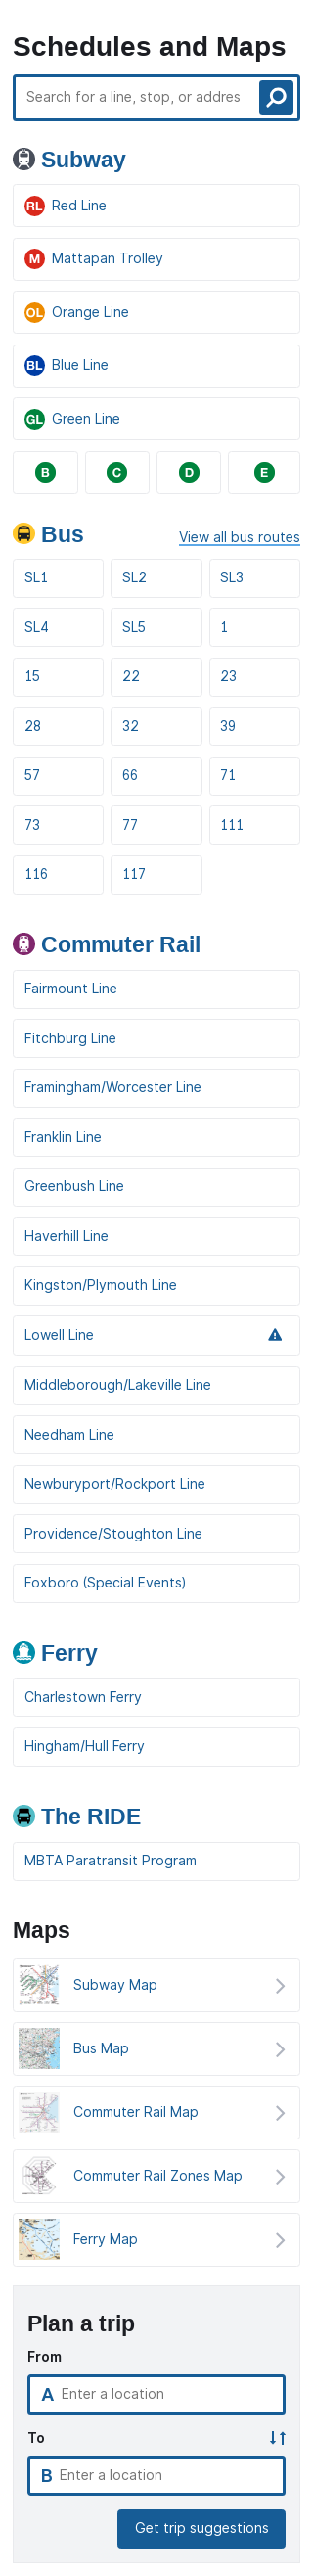 Schedules and Maps
Search for a line, stop, or addres
Subway
RL Red Line
M Mattapan Trolley
OL Orange Line
BL Blue Line
GL Green Line
B C D E
Bus View all bus routes
SL1 SL2 SL3
SL4 SL5 1
15 22 23
28 32 39
57 66 71
73 77 111
116 117
Commuter Rail
Fairmount Line
Fitchburg Line
Framingham/Worcester Line
Franklin Line
Greenbush Line
Haverhill Line
Kingston/Plymouth Line
Lowell Line
Middleborough/Lakeville Line
Needham Line
Newburyport/Rockport Line
Providence/Stoughton Line
Foxboro (Special Events)
Ferry
Charlestown Ferry
Hingham/Hull Ferry
The RIDE
MBTA Paratransit Program
Maps
Subway Map
Bus Map
Commuter Rail Map
Commuter Rail Zones Map
Ferry Map
Plan a trip
From
A Enter a location
To
B Enter a location
Get trip suggestions